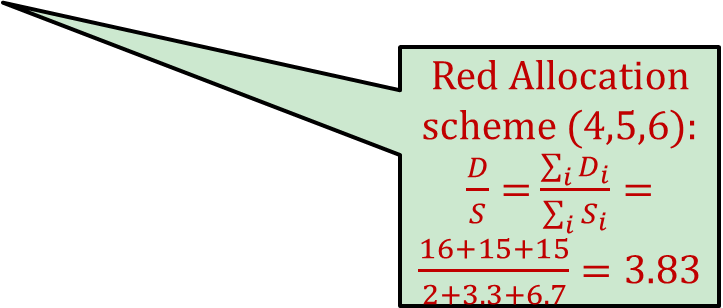 Red Allocation
scheme (4,5,6):
D/S = ∑ᵢ Dᵢ / ∑ᵢ Sᵢ =
16+15+15 / 2+3.3+6.7 = 3.83